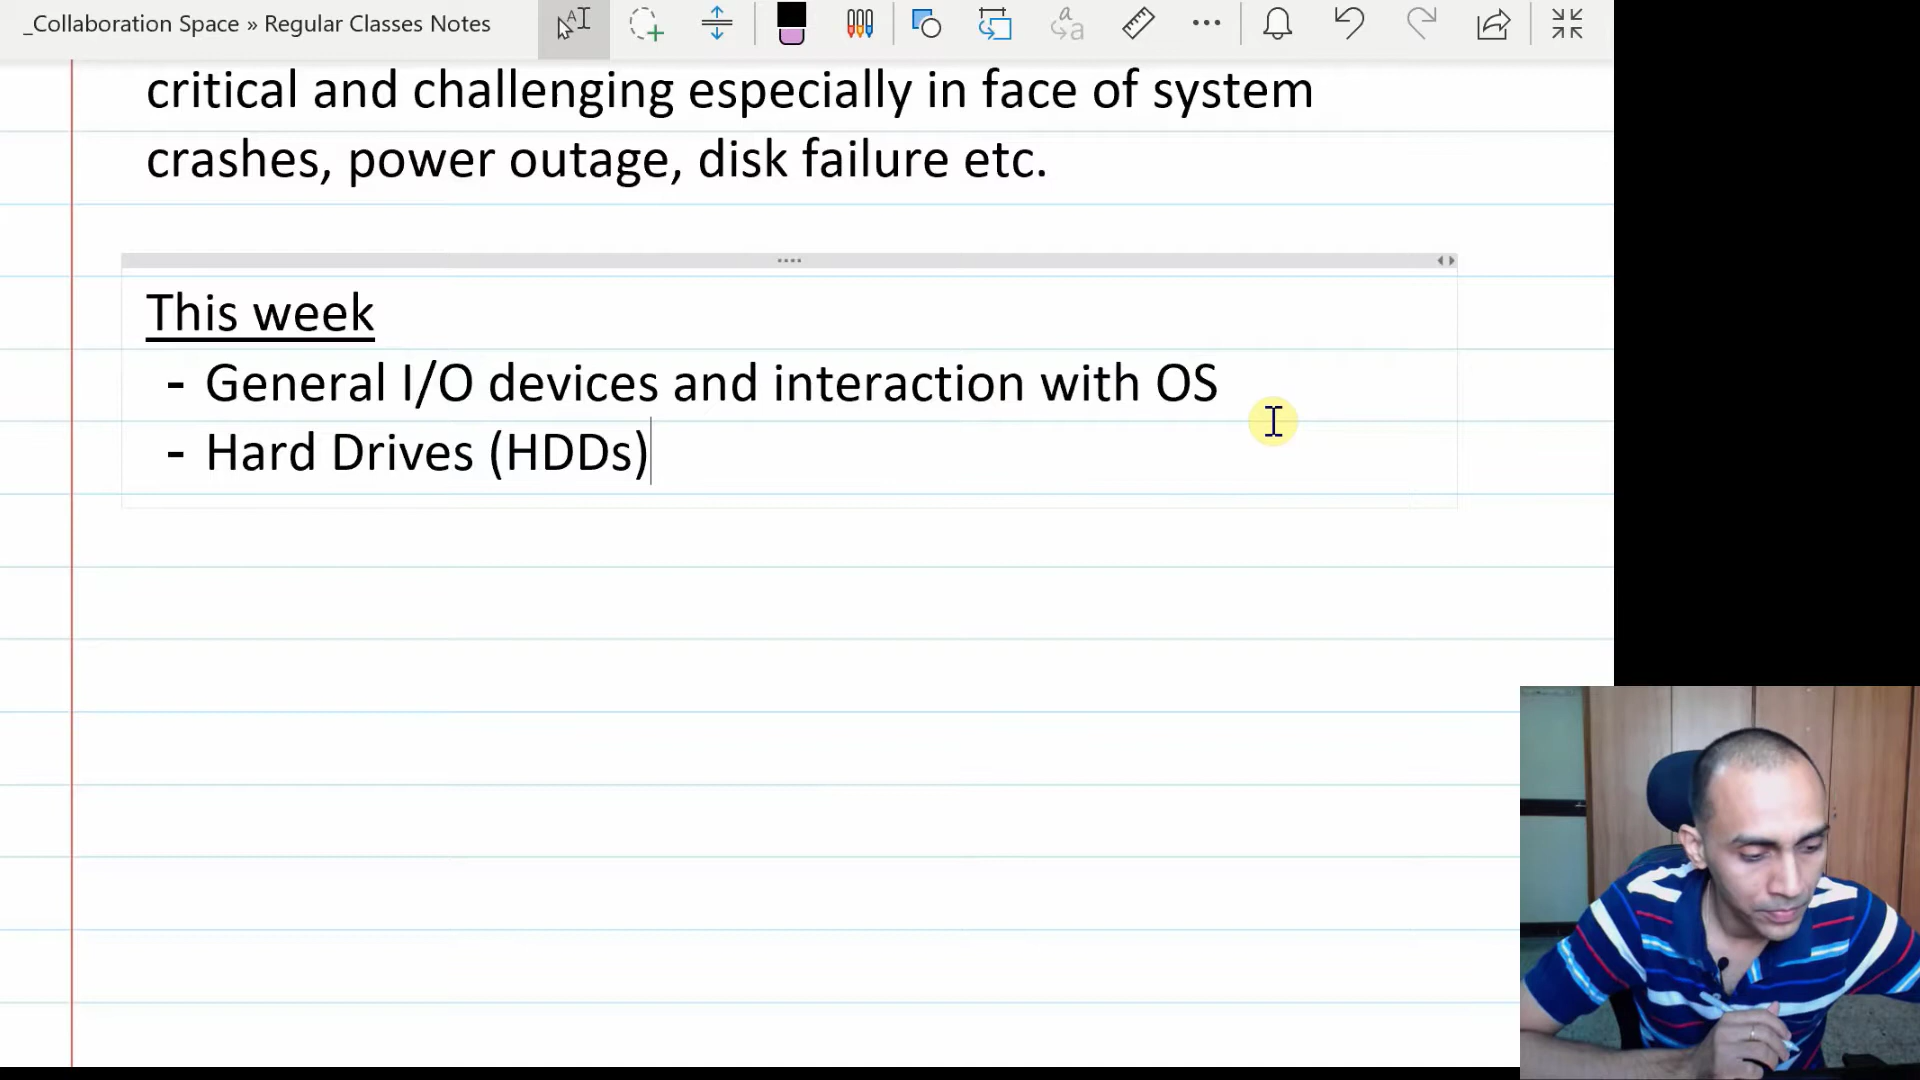 _Collaboration Space » Regular Classes Notes
critical and challenging especially in face of system
crashes, power outage, disk failure etc.
This week
- General I/O devices and interaction with OS
- Hard Drives (HDDs)